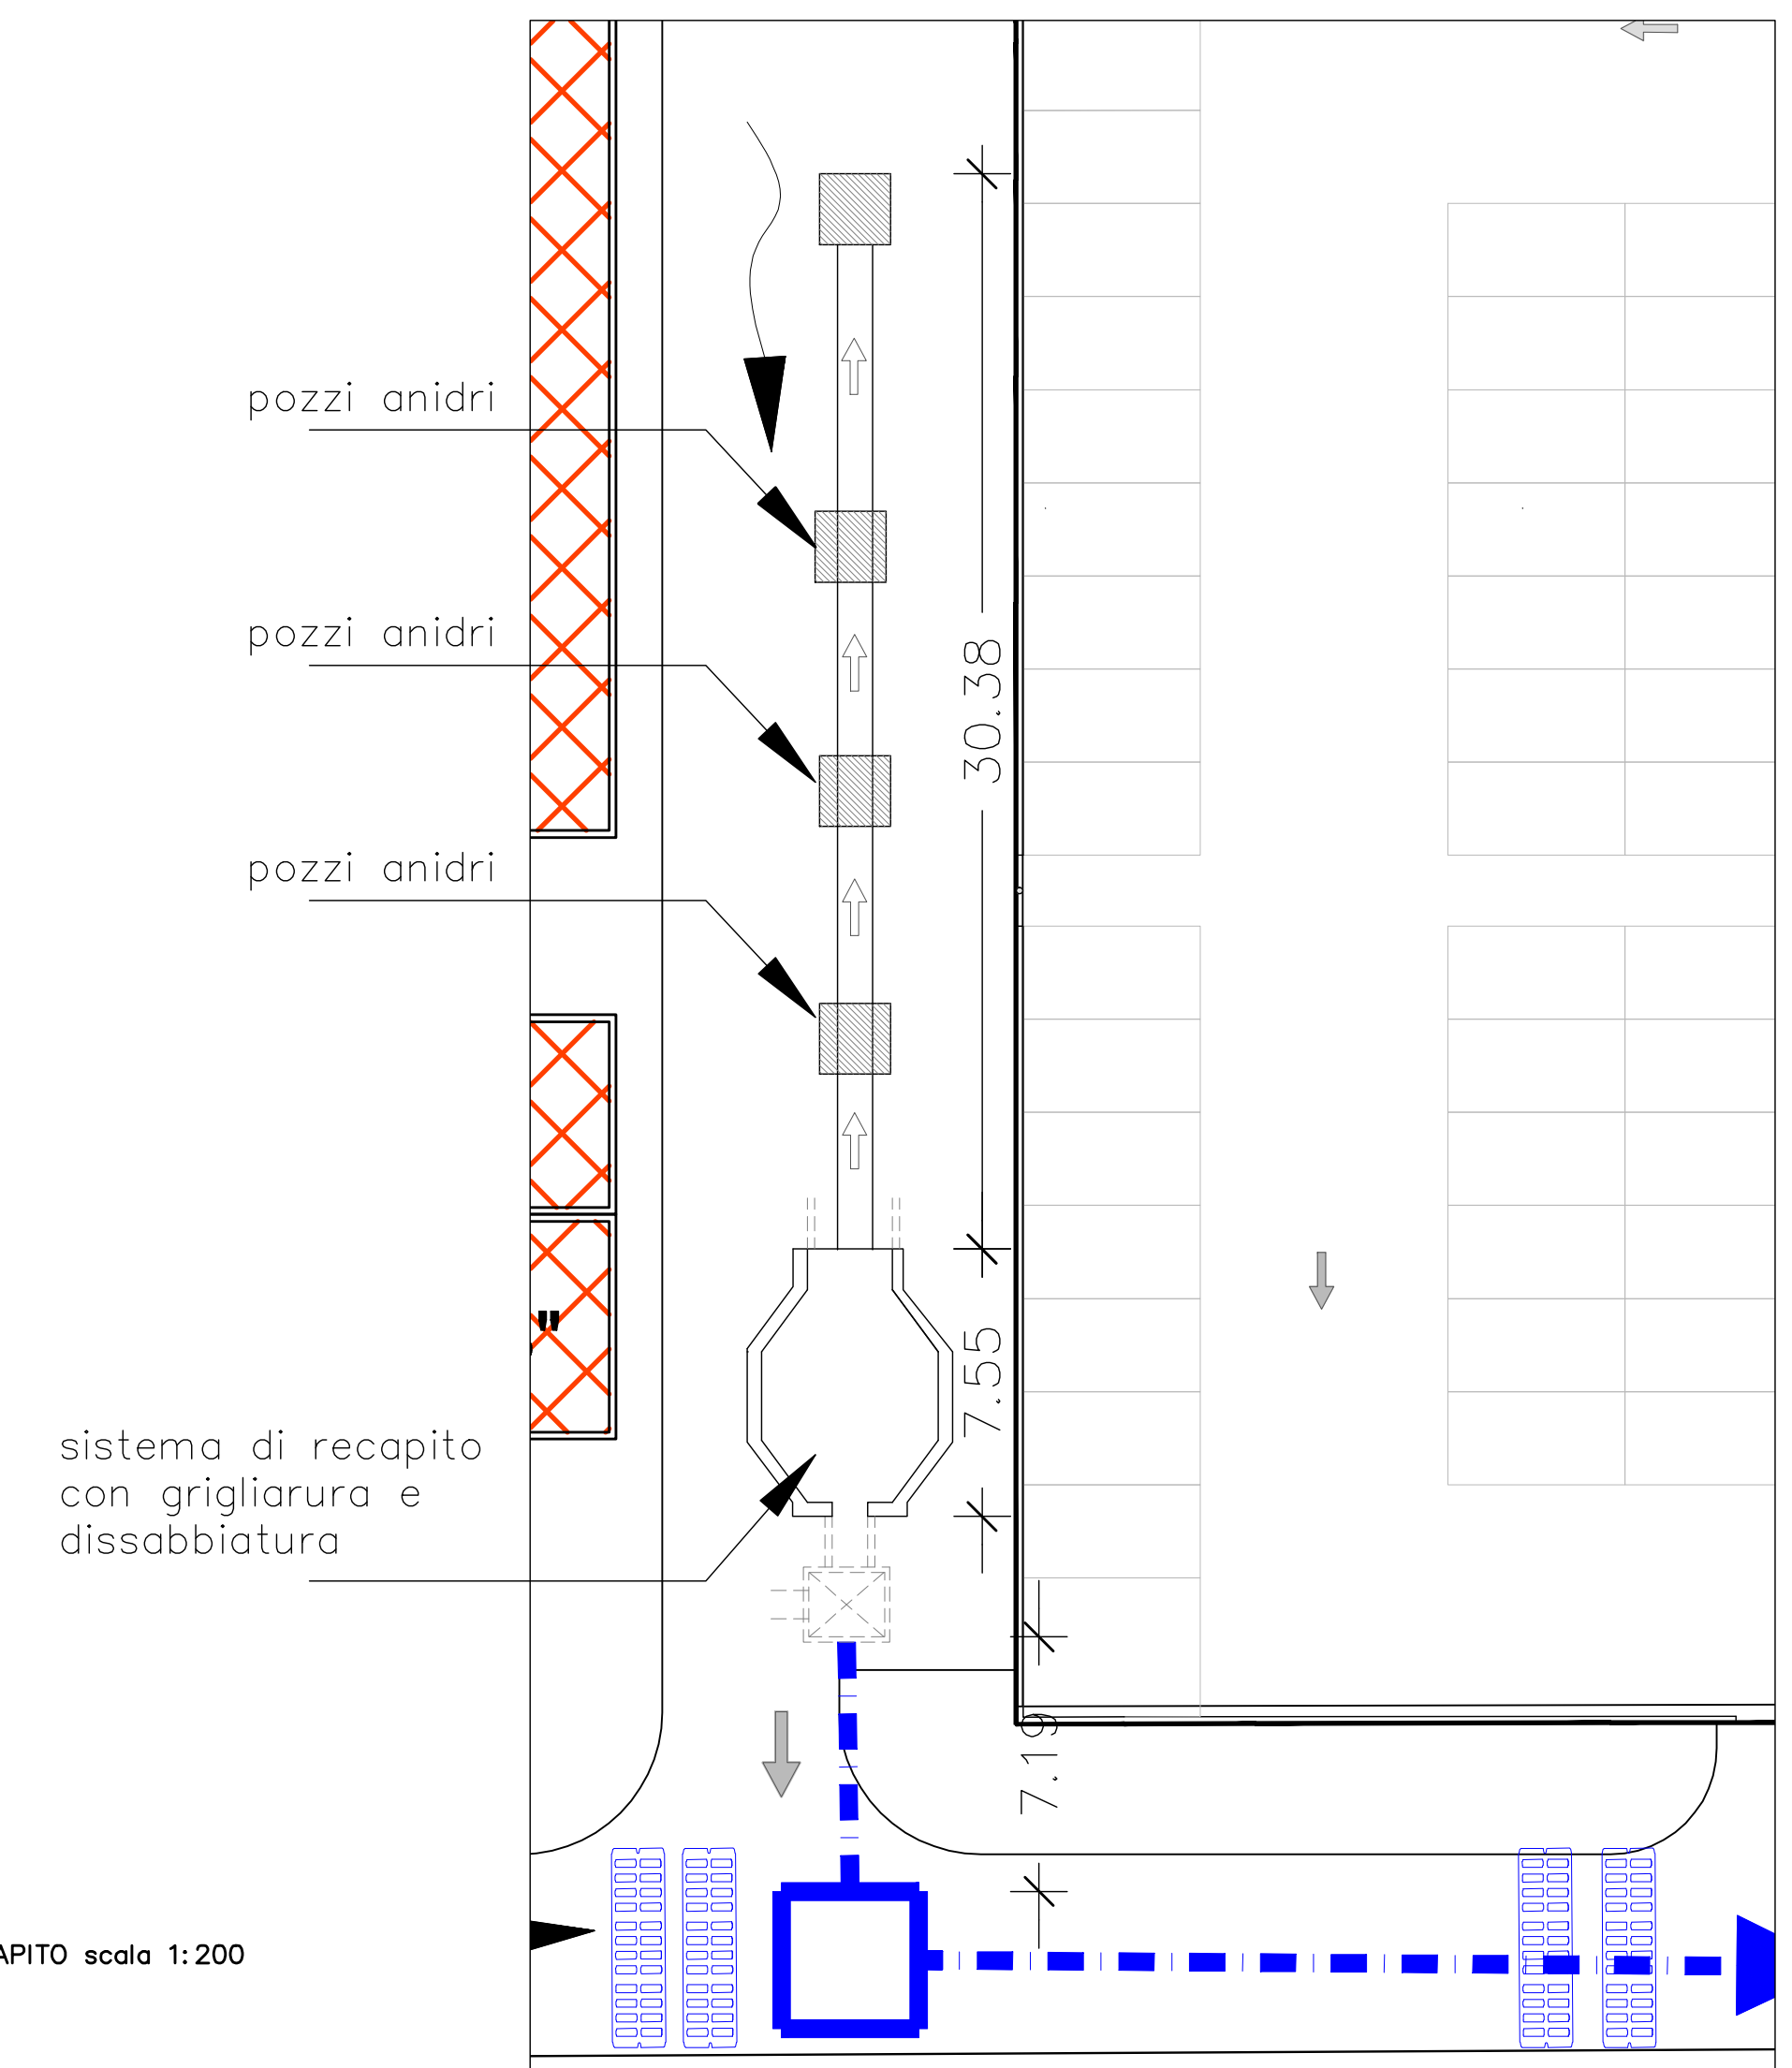 pozzi anidri
pozzi anidri
30.38
pozzi anidri
"
7.55
sistema di recapito
con grigliarura e
dissabbiatura
7.19
APITO scala 1:200